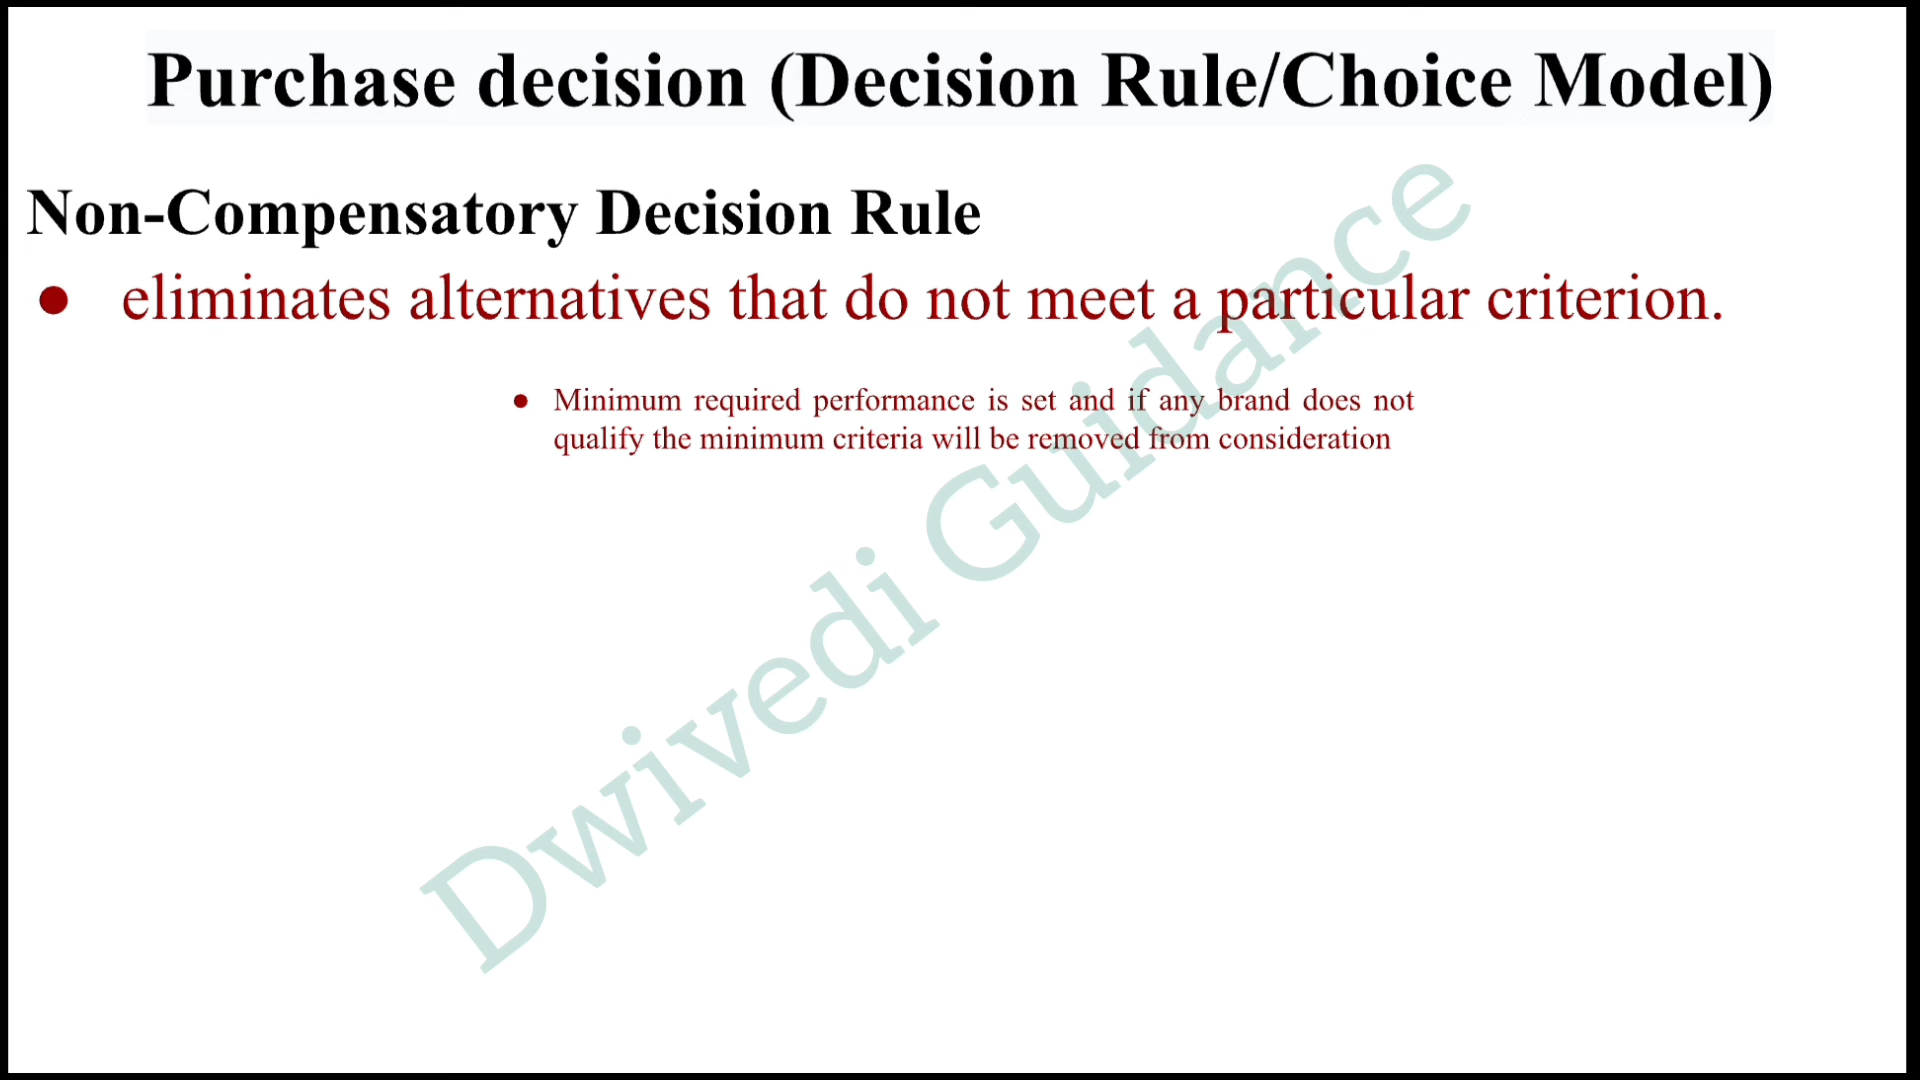 Purchase decision (Decision Rule/Choice Model)
Non-Compensatory Decision Rule
● eliminates alternatives that do not meet a particular criterion.
● Minimum required performance is set and if any brand does not
qualify the minimum criteria will be removed from consideration
Dwivedi Guidance